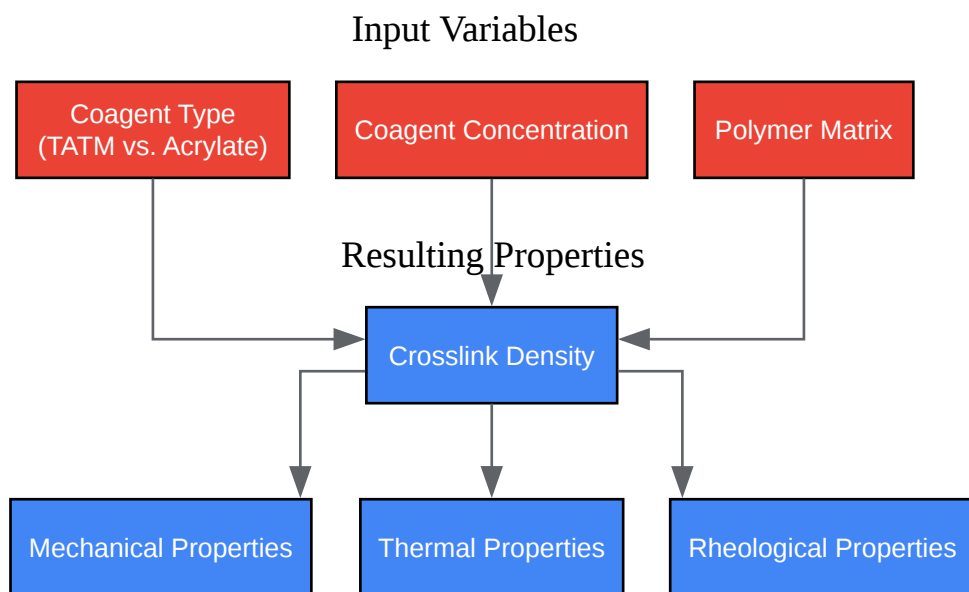 Input Variables
Coagent Type
(TATM vs. Acrylate)
Coagent Concentration
Polymer Matrix
Resulting Properties
Crosslink Density
Mechanical Properties
Thermal Properties
Rheological Properties